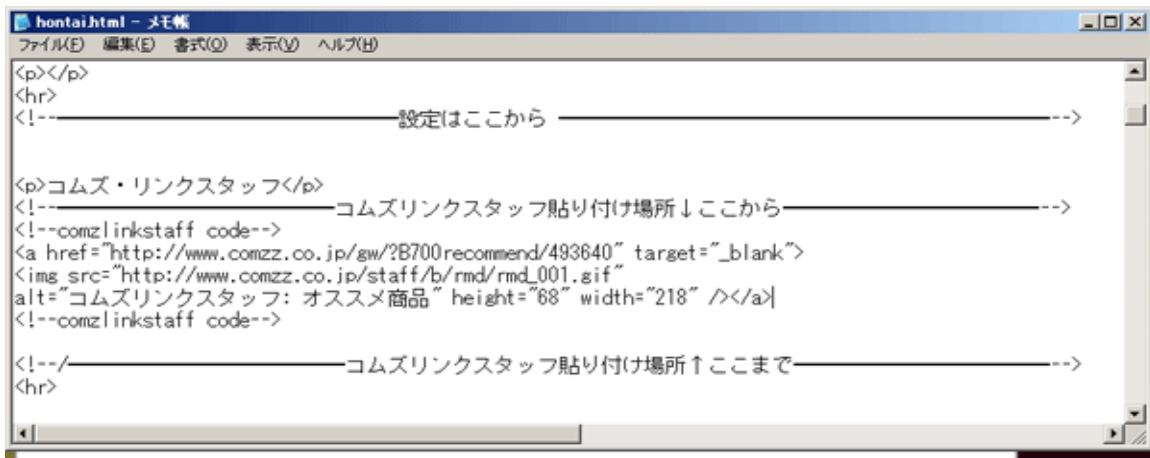 hontai.html - メモ帳
ファイル(F) 編集(E) 書式(O) 表示(V) ヘルプ(H)
<p></p>
<hr>
<!--━━━━━━━━━━━━━━━━━━━━━設定はここから ━━━━━━━━━━━━━━━━━━━━━━━━━━━━━━-->
<p>コムズ・リンクスタッフ</p>
<!--━━━━━━━━━━━━━━━━━コムズリンクスタッフ貼り付け場所↓ここから━━━━━━━━━━━━━━━━-->
<!--comzlinkstaff code-->
<a href="http://www.comzz.co.jp/gw/?B700recommend/493640" target="_blank">
<img src="http://www.comzz.co.jp/staff/b/rmd/rmd_001.gif"
alt="コムズリンクスタッフ: オススメ商品" height="68" width="218" /></a>
<!--comzlinkstaff code-->
<!--/━━━━━━━━━━━━━━━━━コムズリンクスタッフ貼り付け場所↑ここまで━━━━━━━━━━━━━━━━-->
<hr>